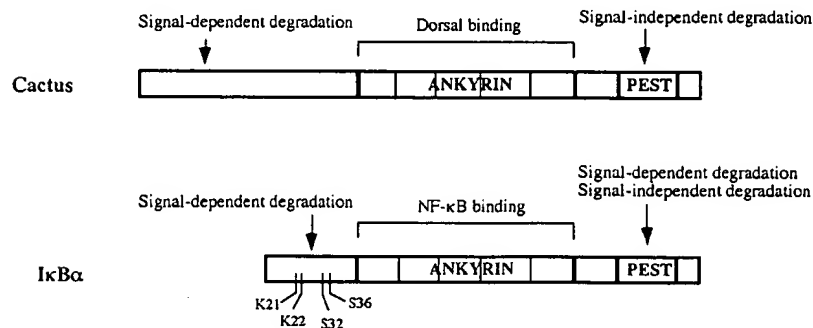 Signal-dependent degradation
Dorsal binding
Signal-independent degradation
Cactus
ANKYRIN
PEST
Signal-dependent degradation
Signal-independent degradation
Signal-dependent degradation
NF-κB binding
IκBα
ANKYRIN
PEST
K21
K22
S32
S36